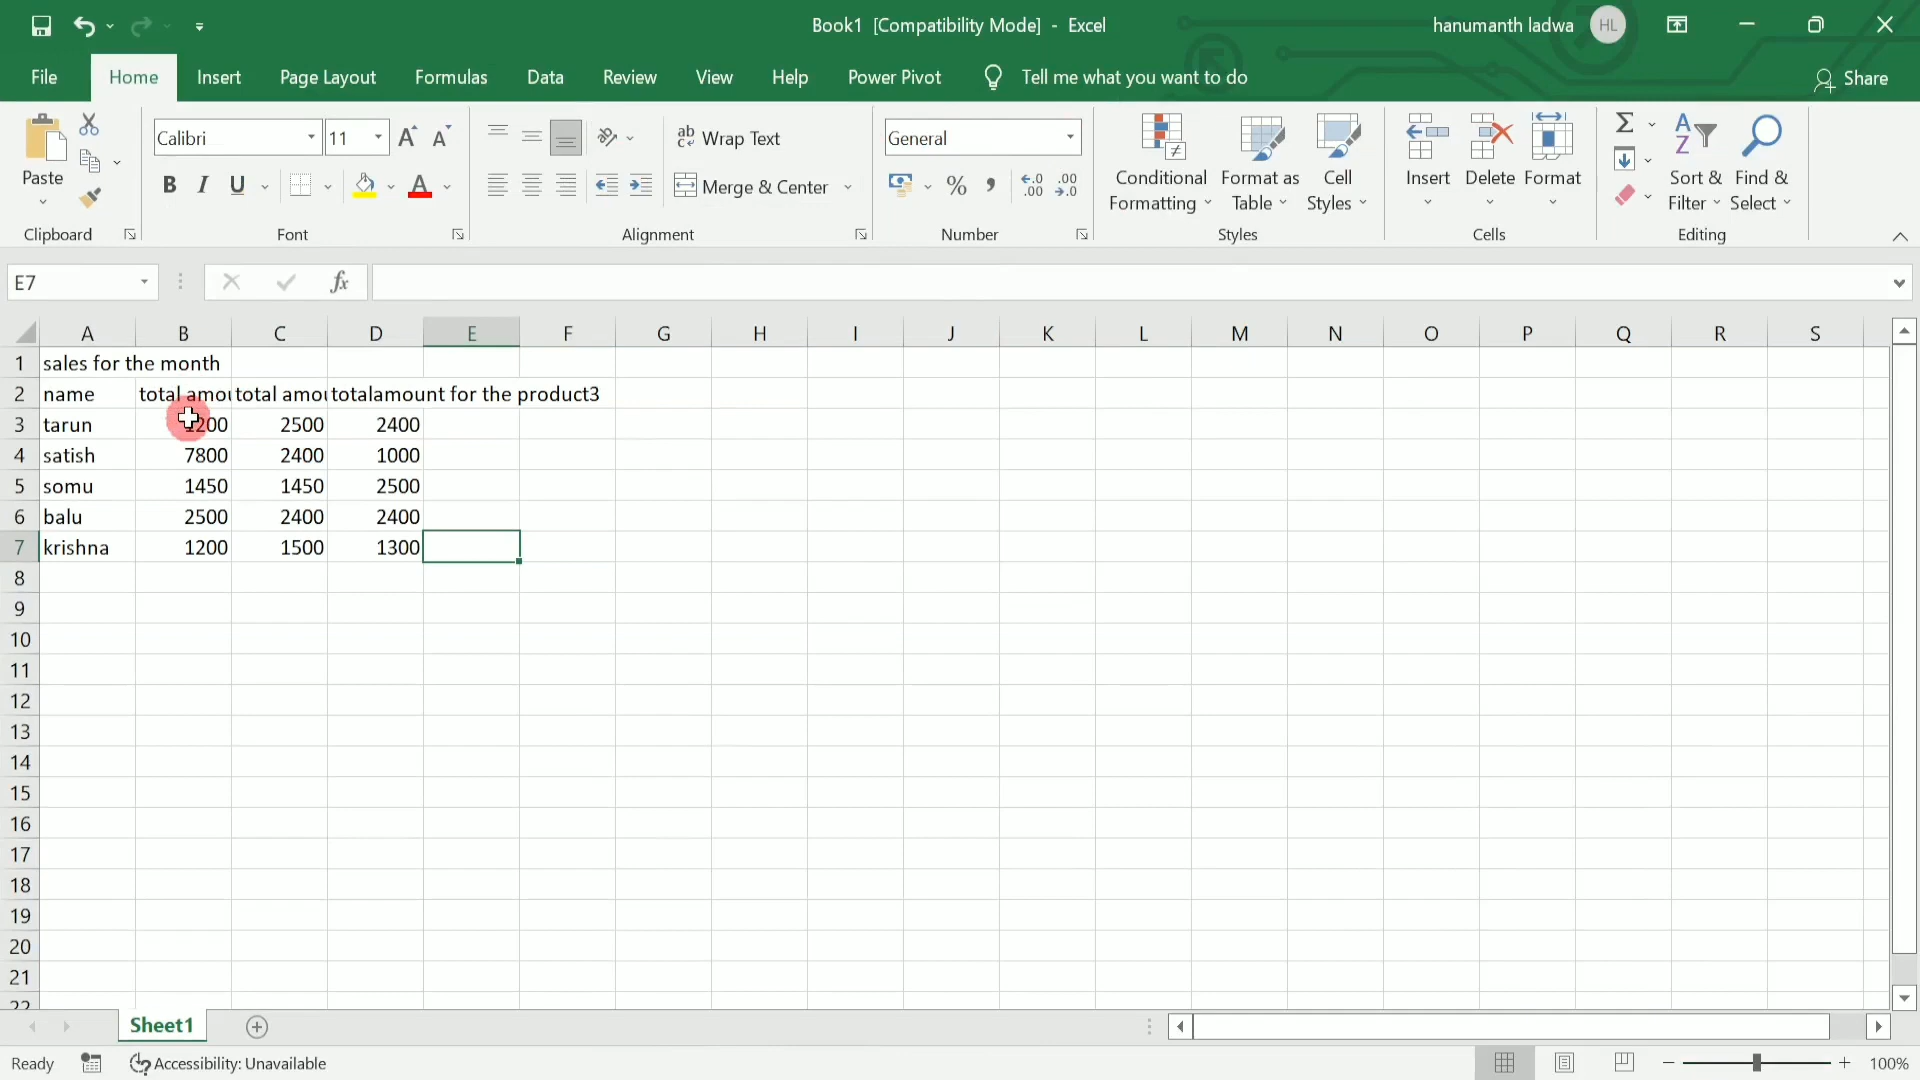 Book1 [Compatibility Mode] - Excel
hanumanth ladwa HL
File Home Insert Page Layout Formulas Data Review View Help Power Pivot Tell me what you want to do Share
Paste
Clipboard
Calibri 11
B I U A
Font
ab Wrap Text
Merge & Center
Alignment
General
% , .00 .00
Number
Conditional Formatting
Format as Table
Cell Styles
Styles
Insert Delete Format
Cells
Sort & Filter
Find & Select
Editing
E7 fx
A B C D E F G H I J K L M N O P Q R S
1 sales for the month
2 name total amou total amou totalamount for the product3
3 tarun 1200 2500 2400
4 satish 7800 2400 1000
5 somu 1450 1450 2500
6 balu 2500 2400 2400
7 krishna 1200 1500 1300
8
9
10
11
12
13
14
15
16
17
18
19
20
21
22
Sheet1
Ready Accessibility: Unavailable 100%